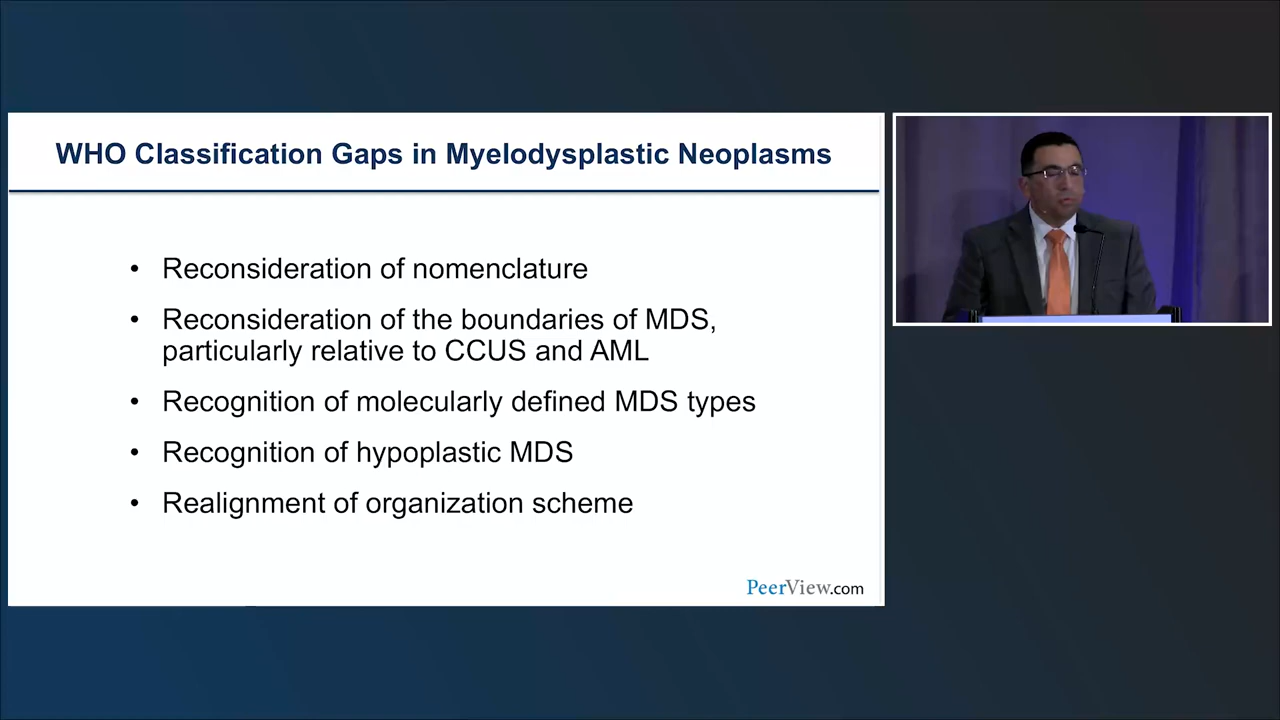 WHO Classification Gaps in Myelodysplastic Neoplasms
• Reconsideration of nomenclature
• Reconsideration of the boundaries of MDS,
particularly relative to CCUS and AML
• Recognition of molecularly defined MDS types
• Recognition of hypoplastic MDS
• Realignment of organization scheme
PeerView.com